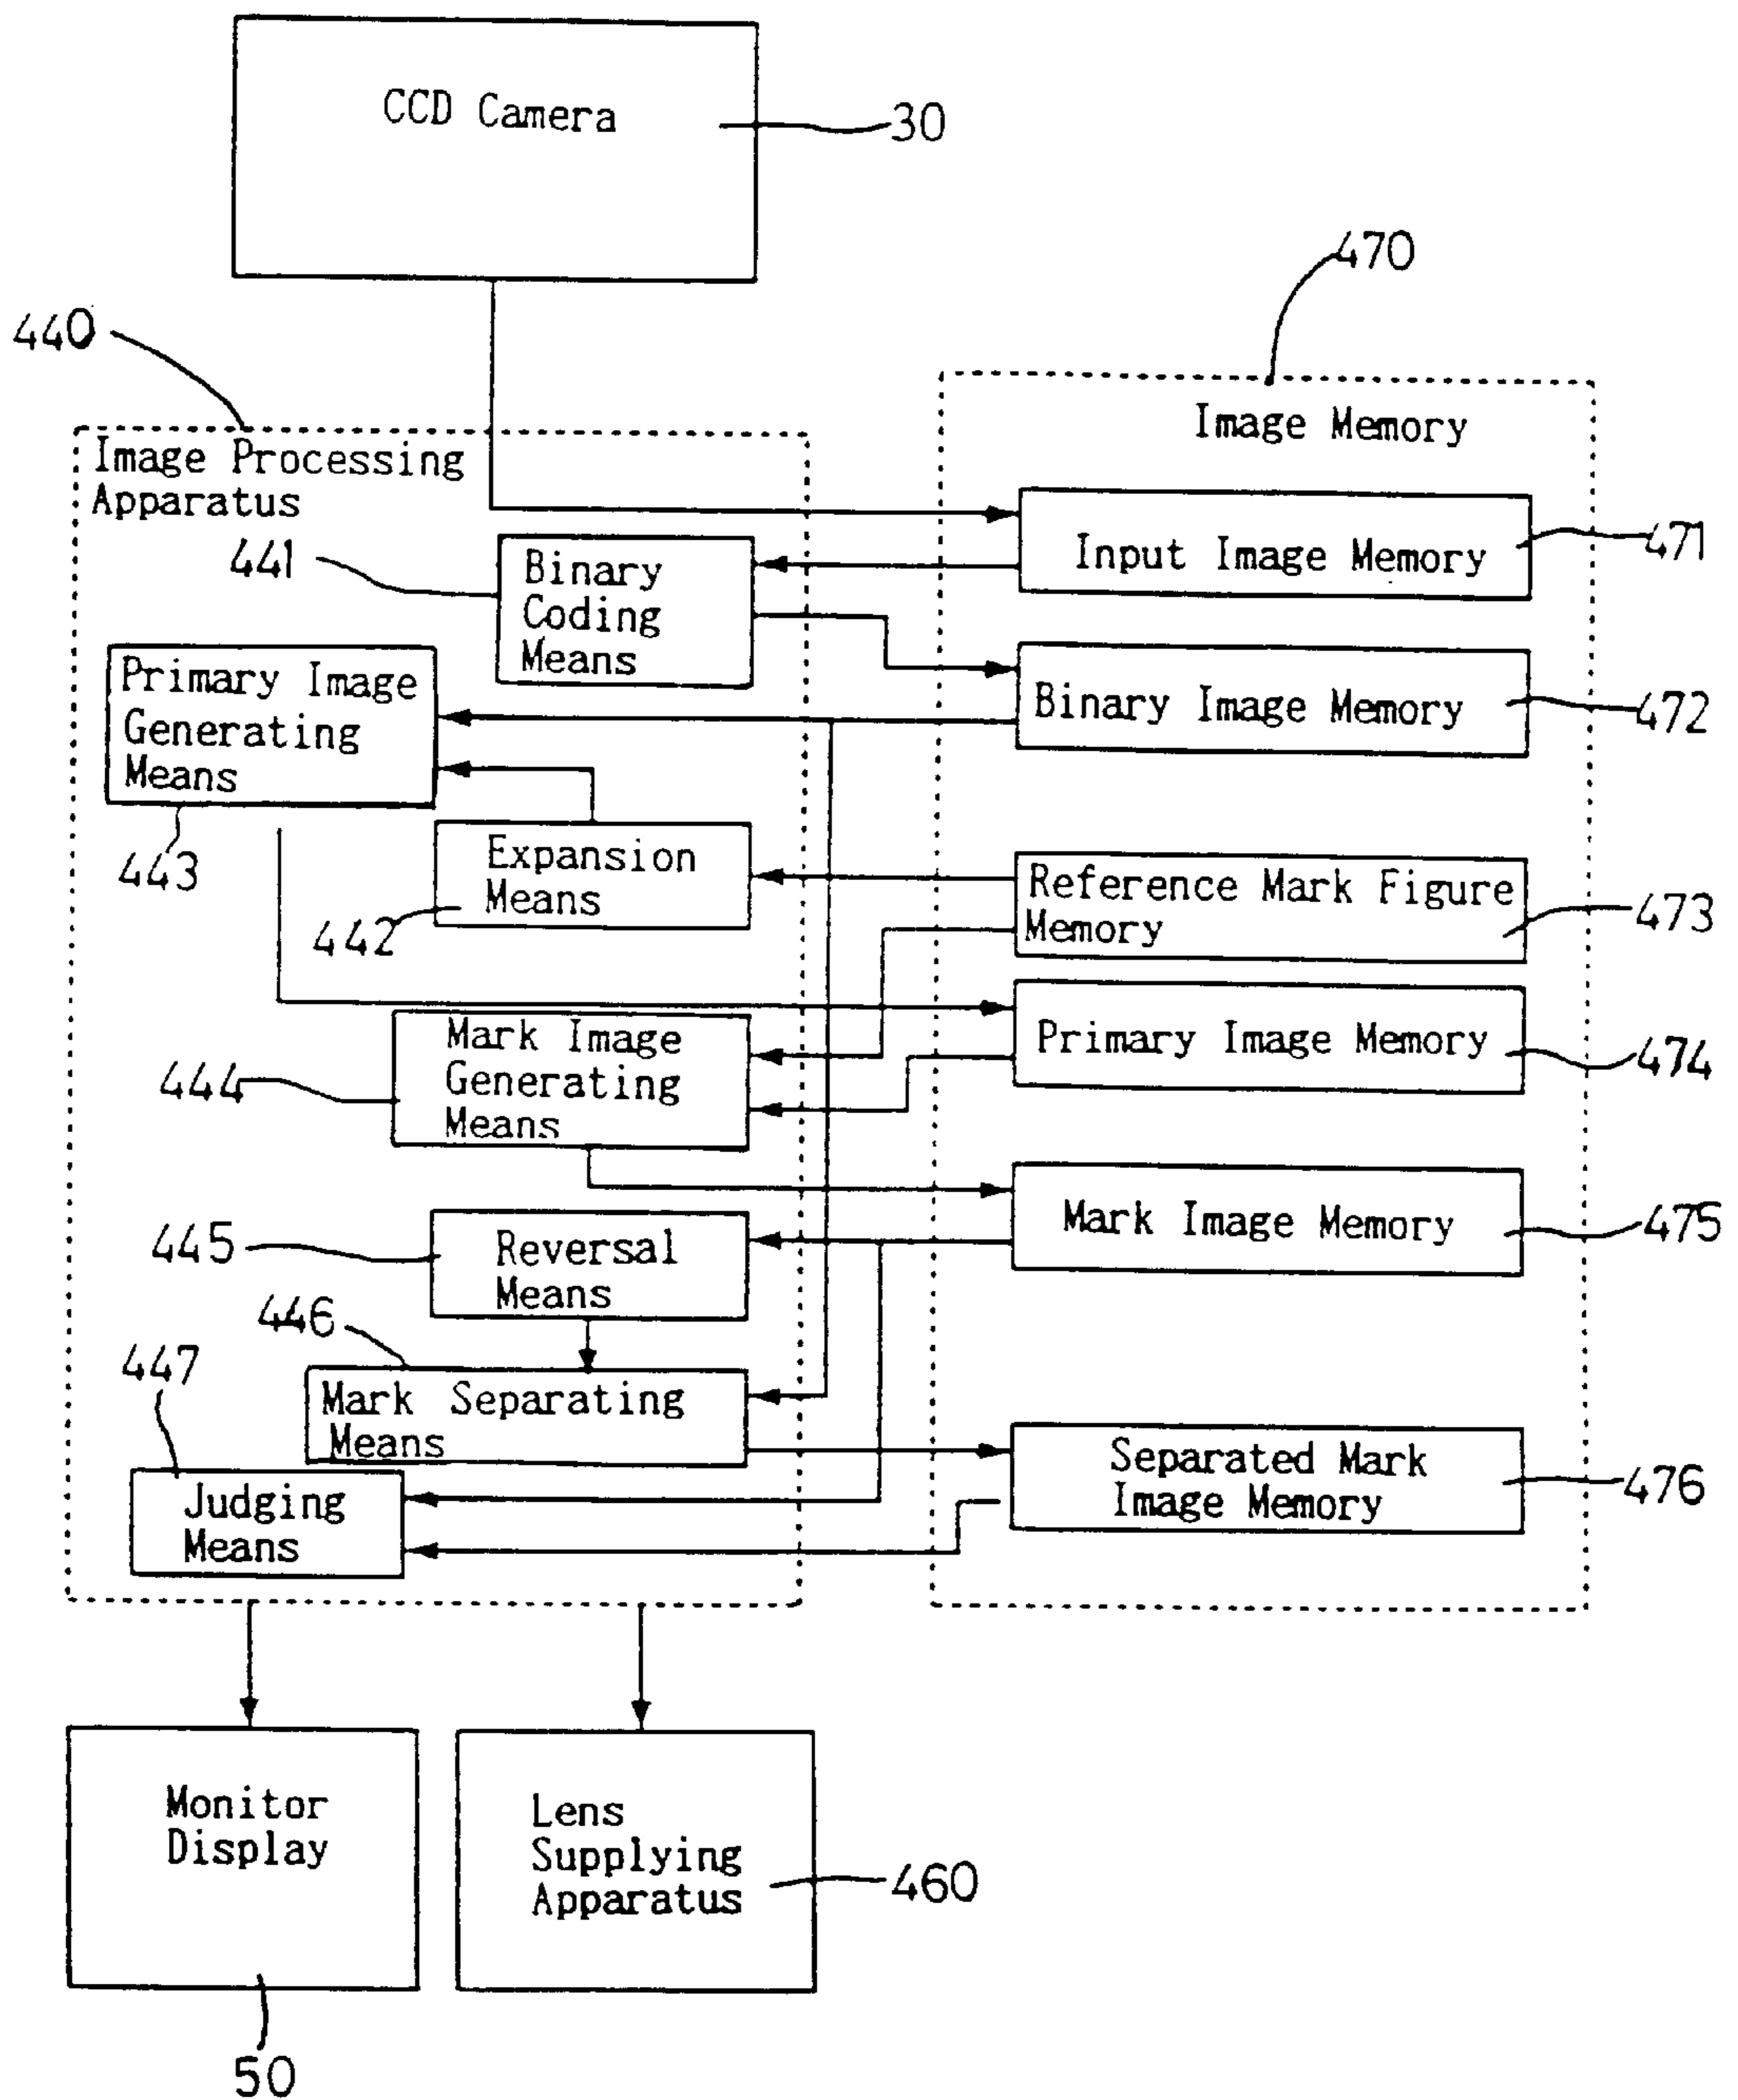 CCD Camera
30
470
440
Image Memory
Image Processing
Apparatus
441
Binary
Coding
Means
Input Image Memory
471
Primary Image
Generating
Means
443
Binary Image Memory
472
Expansion
Means
442
Reference Mark Figure
Memory
473
Mark Image
Generating
Means
444
Primary Image Memory
474
445
Reversal
Means
Mark Image Memory
475
446
447
Mark Separating
Means
Judging
Means
Separated Mark
Image Memory
476
Monitor
Display
50
Lens
Supplying
Apparatus
460